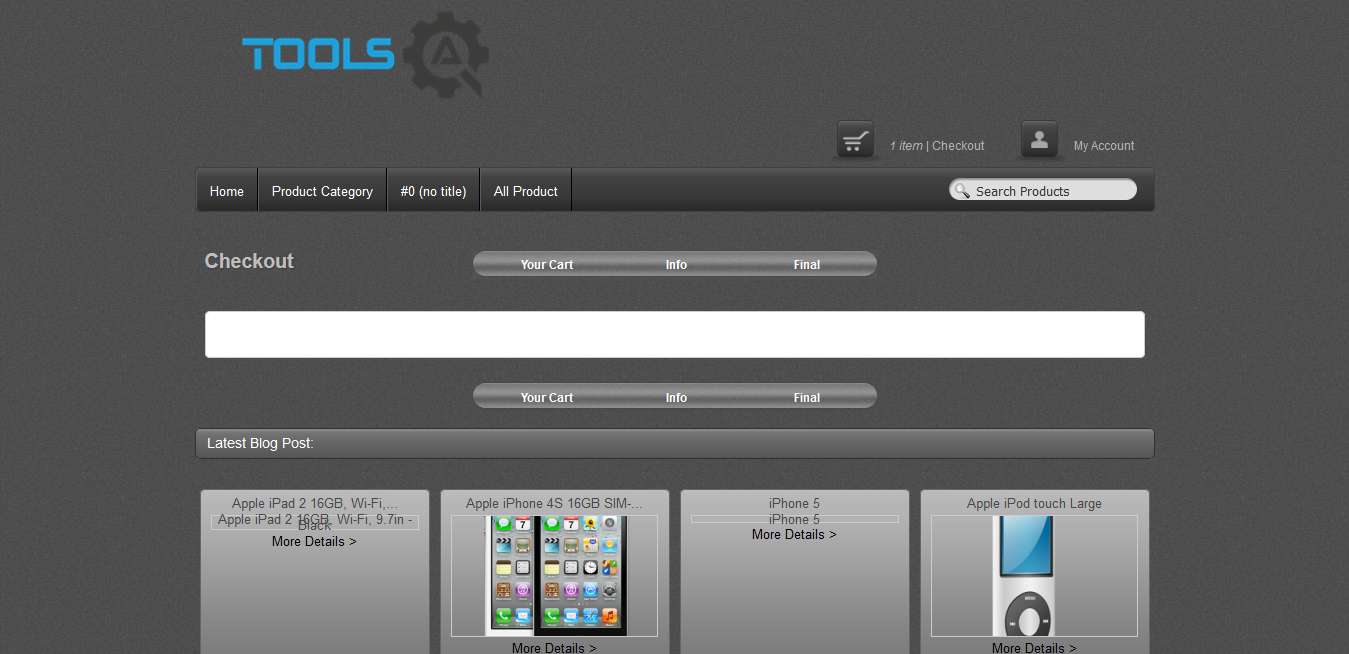 TOOLS
1 item | Checkout
My Account
Home
Product Category
#0 (no title)
All Product
Search Products
Checkout
Your Cart
Info
Final
Your Cart
Info
Final
Latest Blog Post:
Apple iPad 2 16GB, Wi-Fi,...
Apple iPad 2 16GB, Wi-Fi, 9.7in -
Black
More Details >
Apple iPhone 4S 16GB SIM-...
7
7
More Details >
iPhone 5
iPhone 5
More Details >
Apple iPod touch Large
MENU
More Details >